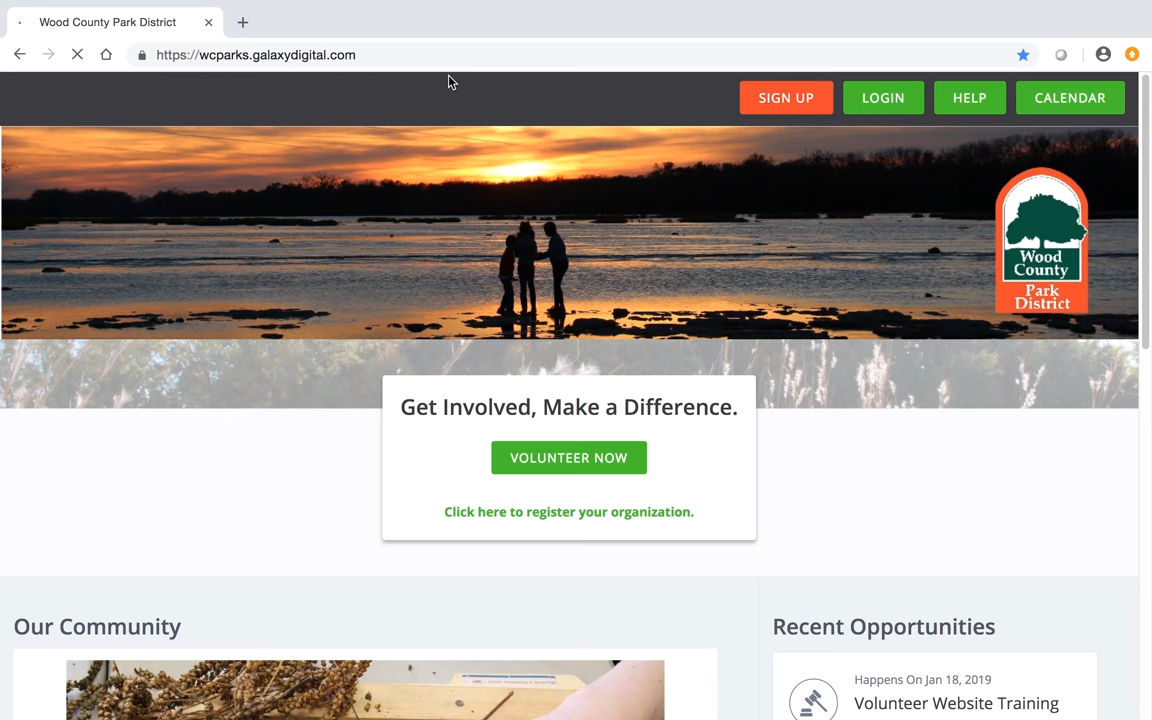 Wood County Park District
https://wcparks.galaxydigital.com
SIGN UP
LOGIN
HELP
CALENDAR
Wood
County
Park
District
Get Involved, Make a Difference.
VOLUNTEER NOW
Click here to register your organization.
Our Community
Recent Opportunities
Happens On Jan 18, 2019
Volunteer Website Training